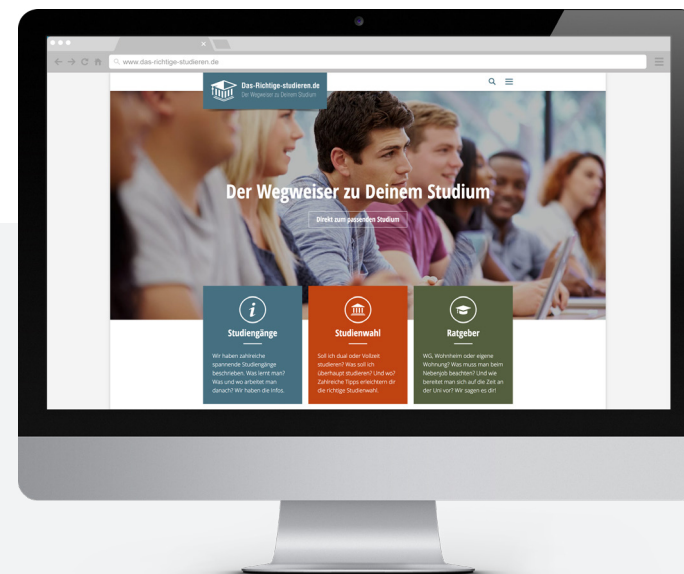 www.das-richtige-studieren.de
Das-Richtige-studieren.de
Der Wegweiser zu Deinem Studium
Der Wegweiser zu Deinem Studium
Direkt zum passenden Studium
Studiengänge
Wir haben zahlreiche
spannende Studiengänge
beschrieben. Was lernt man?
Was und wo arbeitet man
danach? Wir haben die Infos.
Studienwahl
Soll ich dual oder Vollzeit
studieren? Was soll ich
überhaupt studieren? Und wo?
Zahlreiche Tipps erleichtern dir
die richtige Studienwahl.
Ratgeber
WG, Wohnheim oder eigene
Wohnung? Was muss man beim
Nebenjob beachten? Und wie
bereitet man sich auf die Zeit an
der Uni vor? Wir sagen es dir!